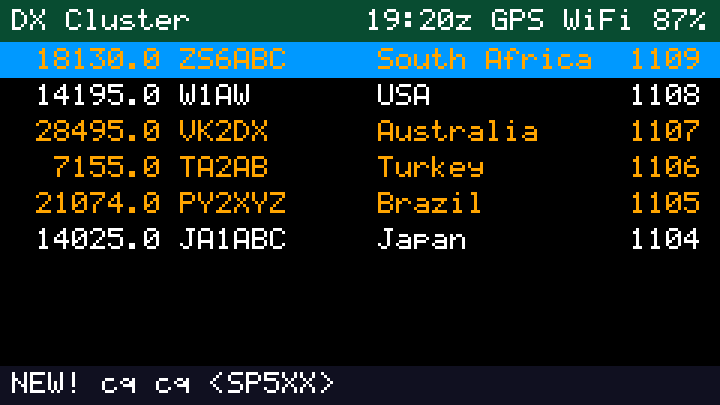 DX Cluster 19:20z GPS WiFi 87%
18130.0 ZS6ABC South Africa 1109
14195.0 W1AW USA 1108
28495.0 VK2DX Australia 1107
7155.0 TA2AB Turkey 1106
21074.0 PY2XYZ Brazil 1105
14025.0 JA1ABC Japan 1104
NEW! cq cq <SP5XX>